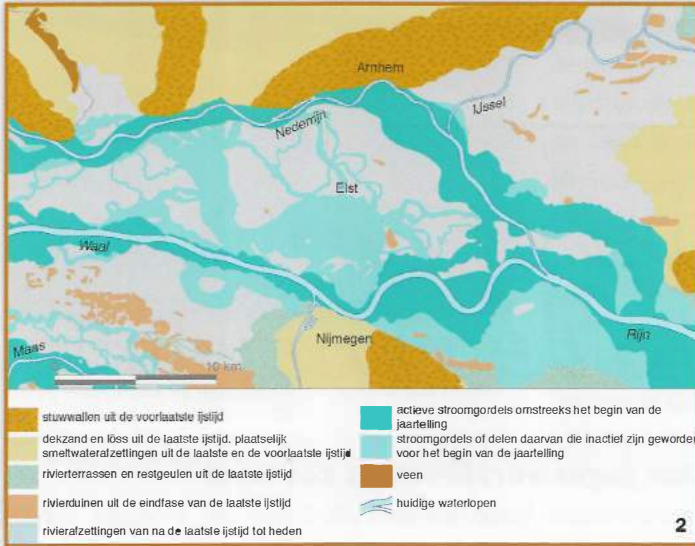 Arnhem
IJssel
Nederrijn
Elst
Waal
Nijmegen
Maas
10 km
Rijn
stuwwallen uit de voorlaatste ijstijd
dekzand en löss uit de laatste ijstijd. plaatselijk
smeltwaterafzettingen uit de laatste en de voorlaatste ijstijd
rivierterrassen en restgeulen uit de laatste ijstijd
rivierduinen uit de eindfase van de laatste ijstijd
rivierafzettingen van na de laatste ijstijd tot heden
actieve stroomgordels omstreeks het begin van de
jaartelling
stroomgordels of delen daarvan die inactief zijn geworden
voor het begin van de jaartelling
veen
huidige waterlopen
2